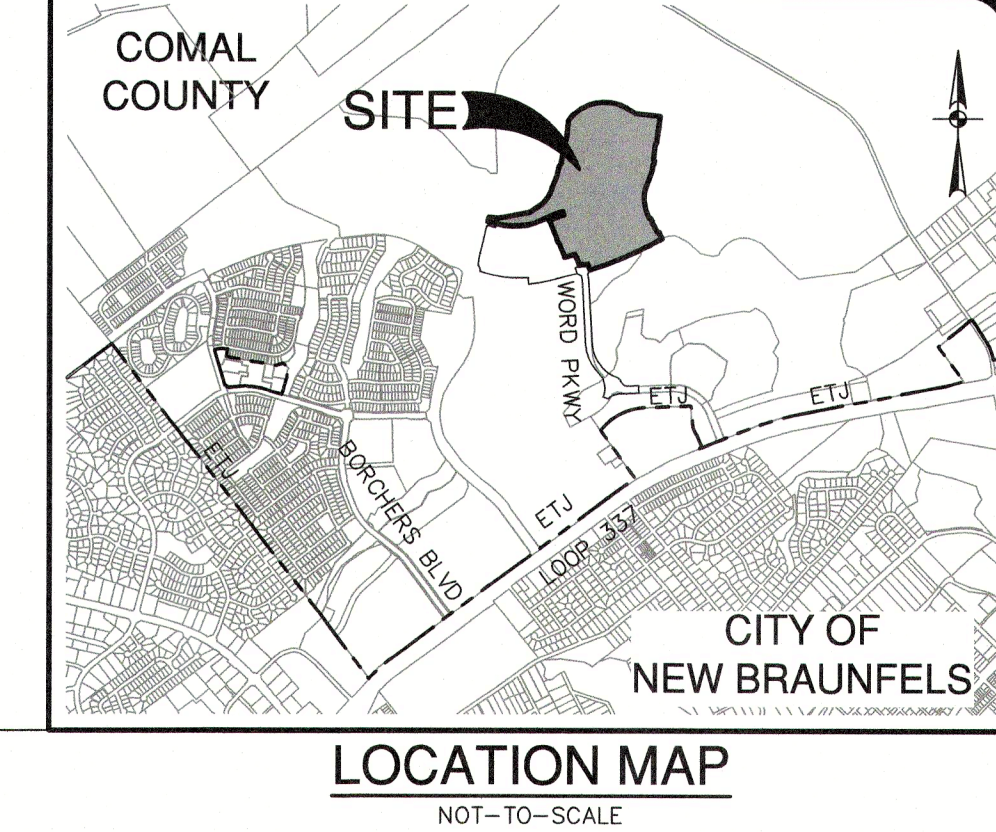 COMAL
COUNTY
SITE
WORD PKWY
ETJ
ETJ
ETJ
BORCHERS BLVD
ETJ
LOOP 337
CITY OF
NEW BRAUNFELS
LOCATION MAP
NOT-TO-SCALE